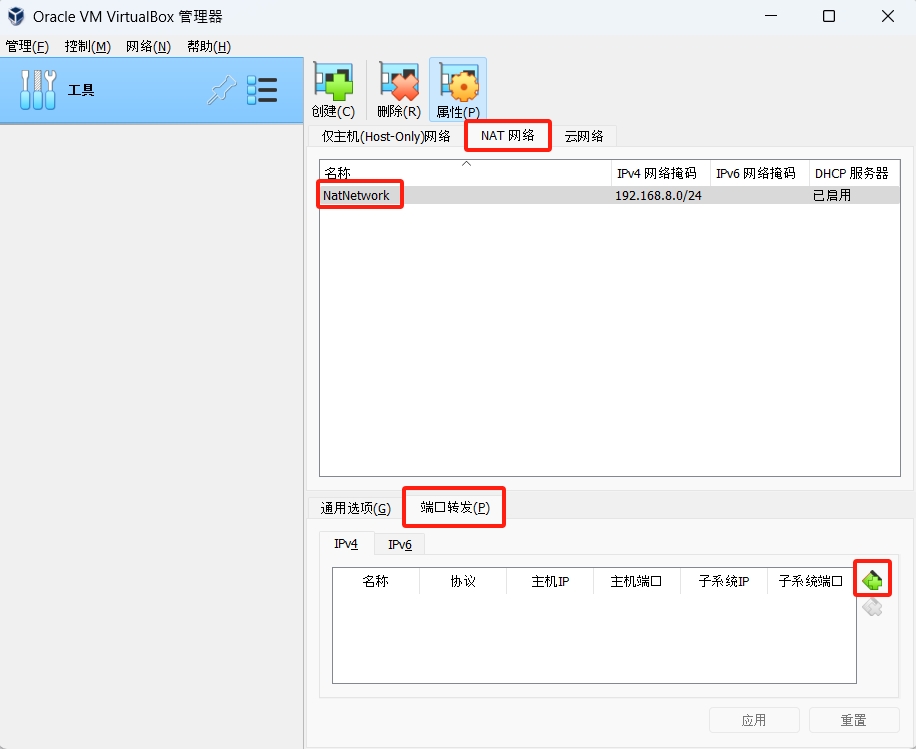 Oracle VM VirtualBox 管理器
管理(F) 控制(M) 网络(N) 帮助(H)
工具
创建(C) 删除(R) 属性(P)
仅主机(Host-Only)网络 NAT 网络 云网络
名称 IPv4 网络掩码 IPv6 网络掩码 DHCP 服务器
NatNetwork 192.168.8.0/24 已启用
通用选项(G) 端口转发(P)
IPv4 IPv6
名称 协议 主机IP 主机端口 子系统IP 子系统端口
应用 重置